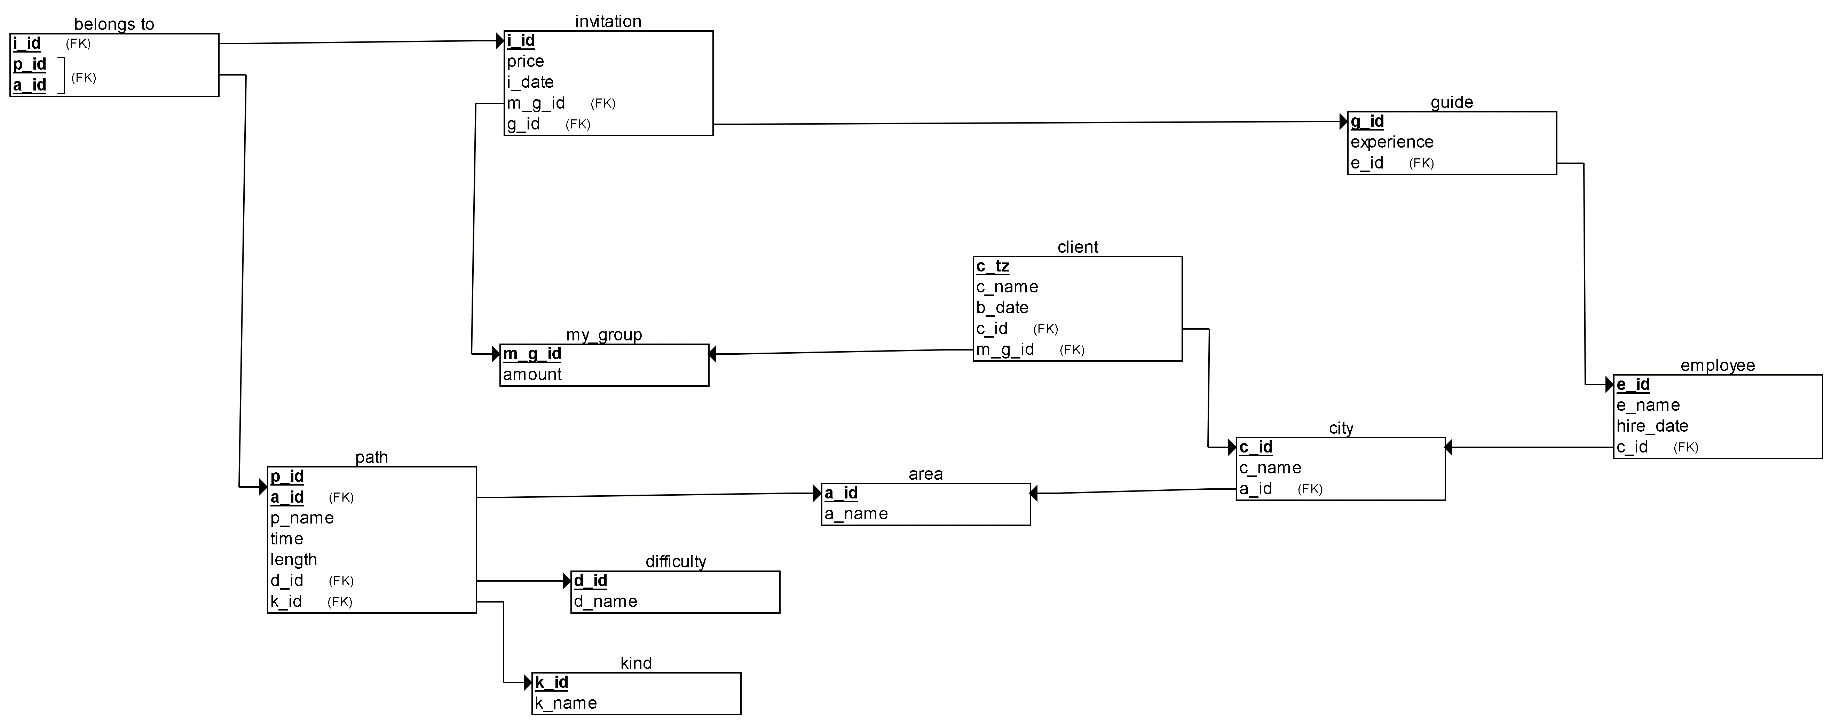 belongs to
i_id (FK)
p_id
a_id (FK)
invitation
i_id
price
i_date
m_g_id (FK)
g_id (FK)
guide
g_id
experience
e_id (FK)
client
c_tz
c_name
b_date
c_id (FK)
m_g_id (FK)
my_group
m_g_id
amount
employee
e_id
e_name
hire_date
c_id (FK)
city
c_id
c_name
a_id (FK)
path
p_id
a_id (FK)
p_name
time
length
d_id (FK)
k_id (FK)
area
a_id
a_name
difficulty
d_id
d_name
kind
k_id
k_name